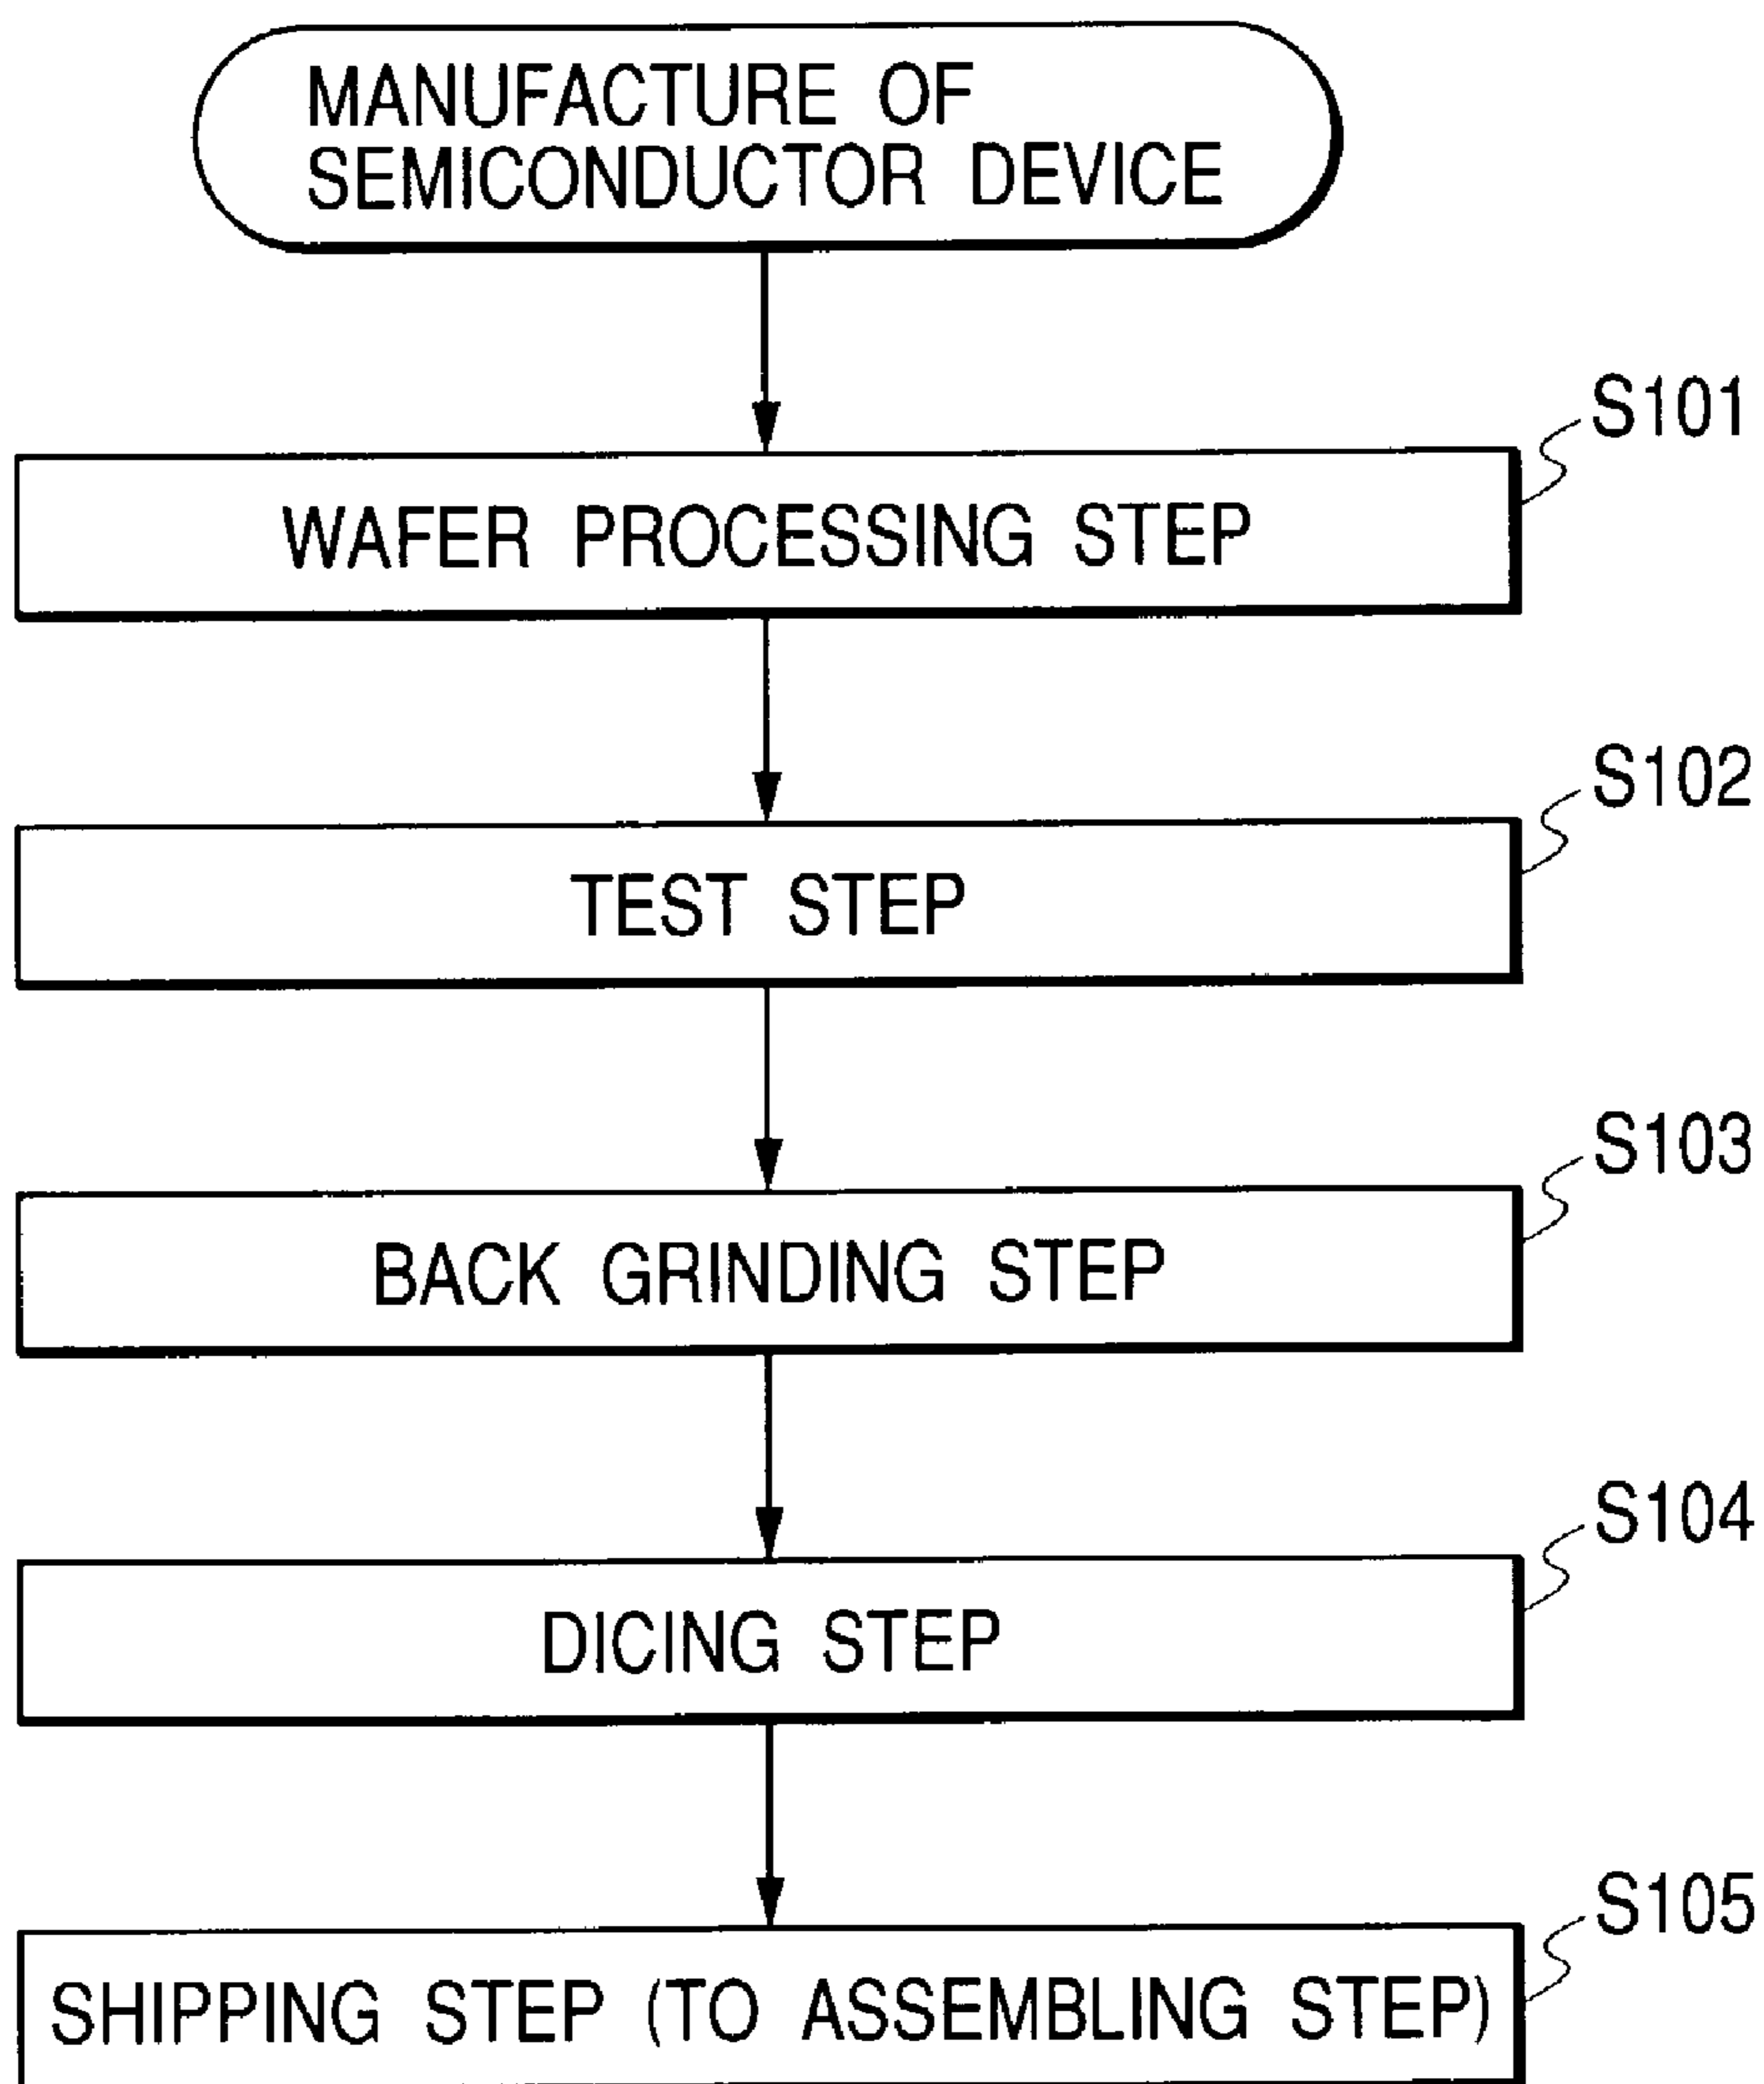 MANUFACTURE OF
SEMICONDUCTOR DEVICE
S101
WAFER PROCESSING STEP
S102
TEST STEP
S103
BACK GRINDING STEP
S104
DICING STEP
S105
SHIPPING STEP (TO ASSEMBLING STEP)